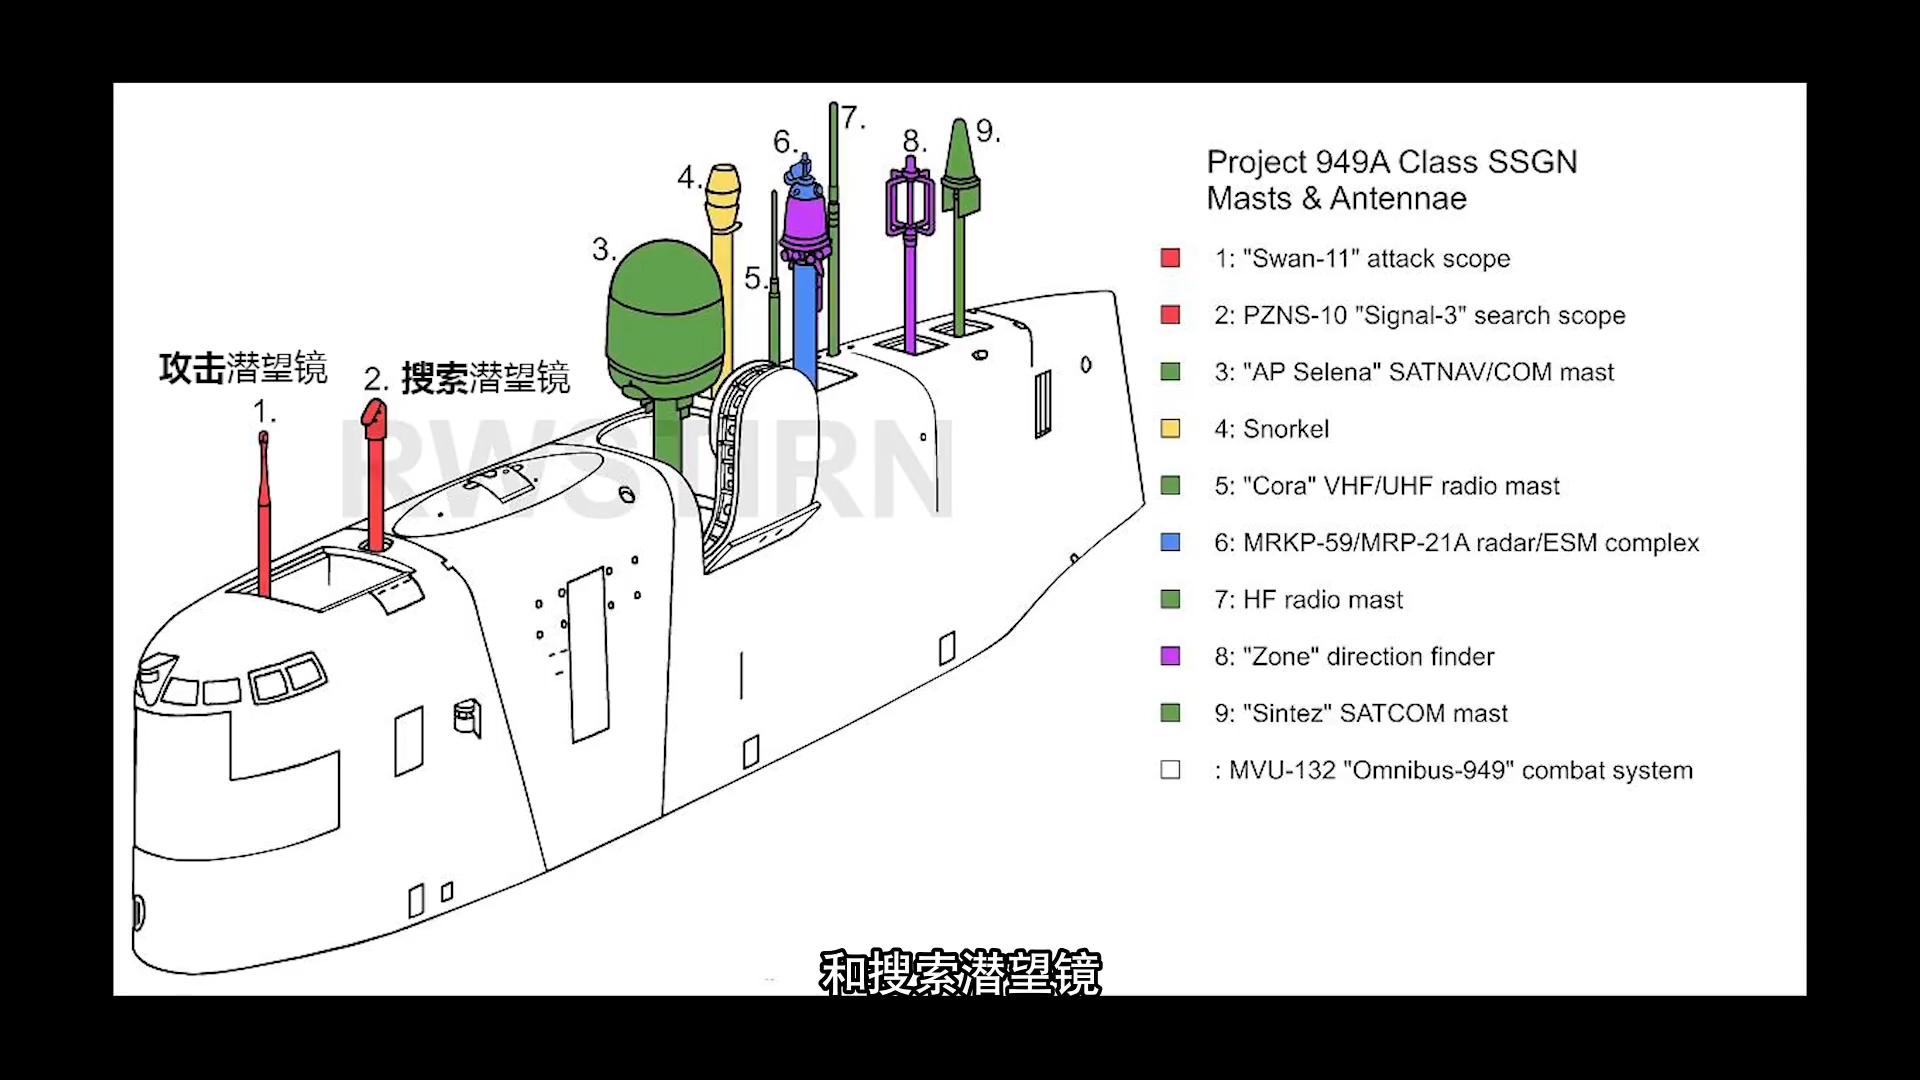 Project 949A Class SSGN
Masts & Antennae
1: "Swan-11" attack scope
2: PZNS-10 "Signal-3" search scope
3: "AP Selena" SATNAV/COM mast
4: Snorkel
5: "Cora" VHF/UHF radio mast
6: MRKP-59/MRP-21A radar/ESM complex
7: HF radio mast
8: "Zone" direction finder
9: "Sintez" SATCOM mast
: MVU-132 "Omnibus-949" combat system
攻击潜望镜
1.
2. 搜索潜望镜
3.
4.
5.
6.
7.
8.
9.
和搜索潜望镜